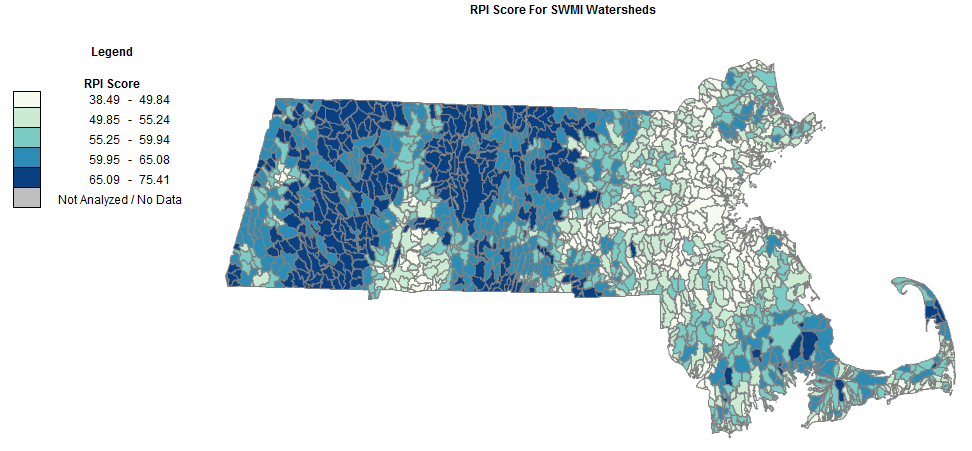 RPI Score For SWMI Watersheds
Legend
RPI Score
38.49 - 49.84
49.85 - 55.24
55.25 - 59.94
59.95 - 65.08
65.09 - 75.41
Not Analyzed / No Data